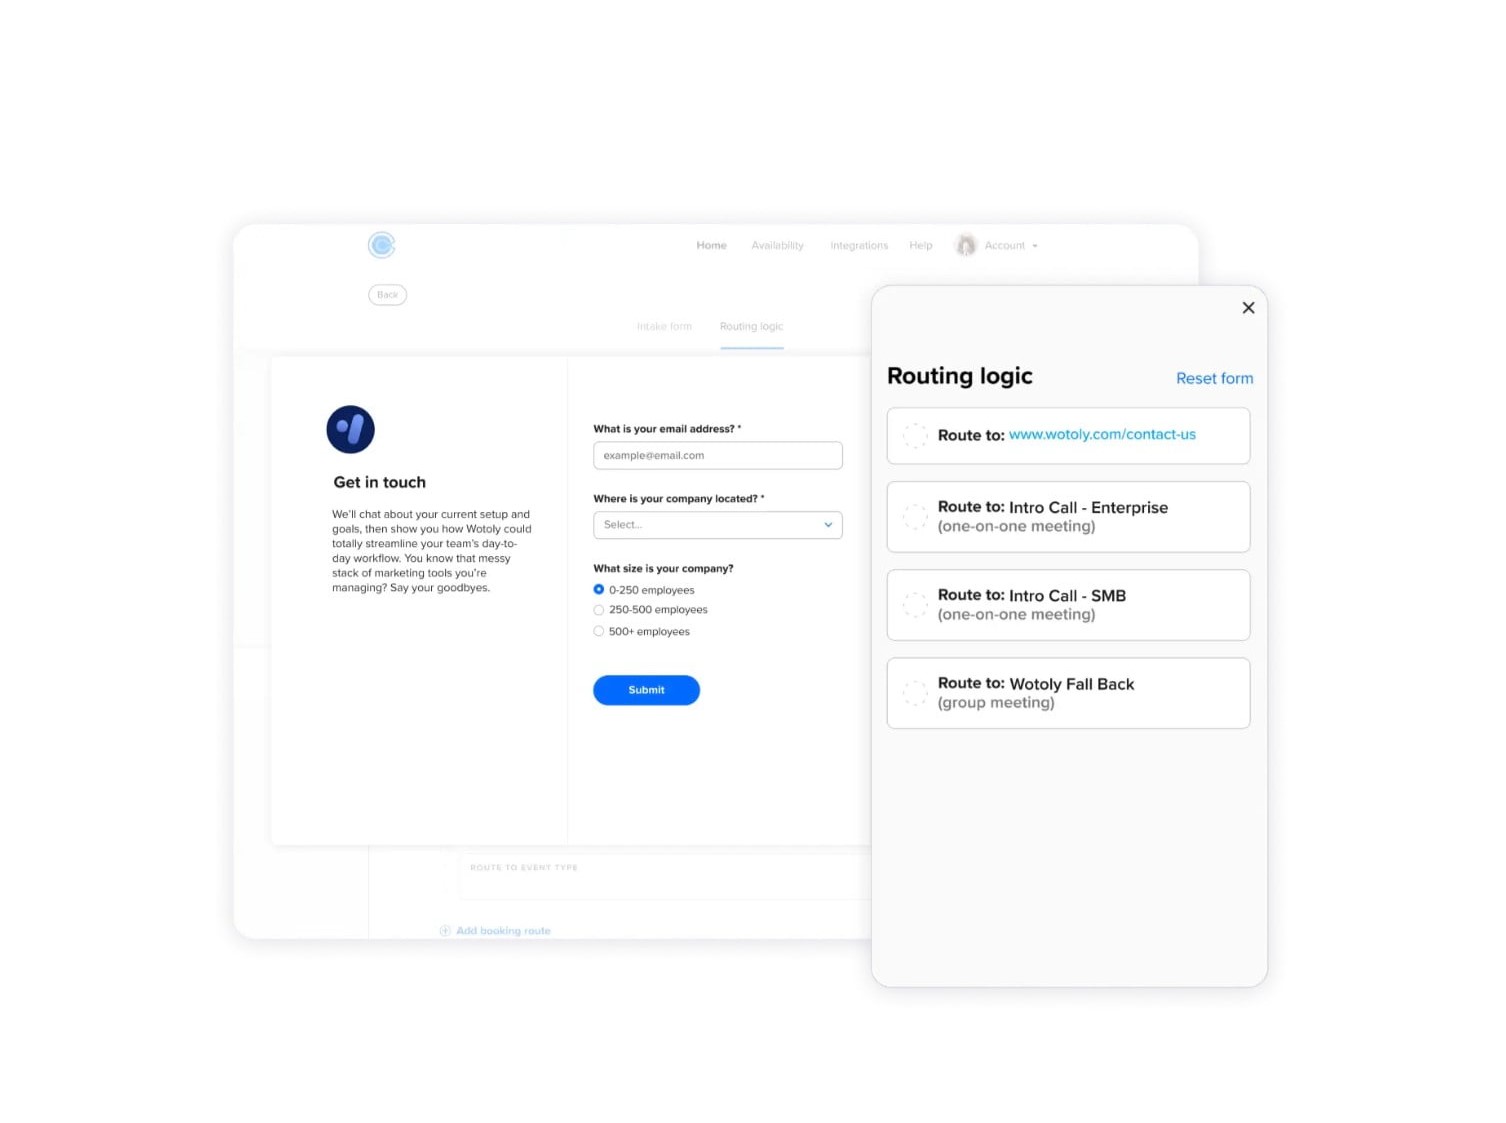 Home Availability Integrations Help Account
Back
Intake form Routing logic
Get in touch
We'll chat about your current setup and
goals, then show you how Wotoly could
totally streamline your team's day-to-
day workflow. You know that messy
stack of marketing tools you're
managing? Say your goodbyes.
What is your email address? *
example@email.com
Where is your company located? *
Select...
What size is your company?
0-250 employees
250-500 employees
500+ employees
Submit
ROUTE TO EVENT TYPE
Add booking route
Routing logic
Reset form
Route to: www.wotoly.com/contact-us
Route to: Intro Call - Enterprise
(one-on-one meeting)
Route to: Intro Call - SMB
(one-on-one meeting)
Route to: Wotoly Fall Back
(group meeting)